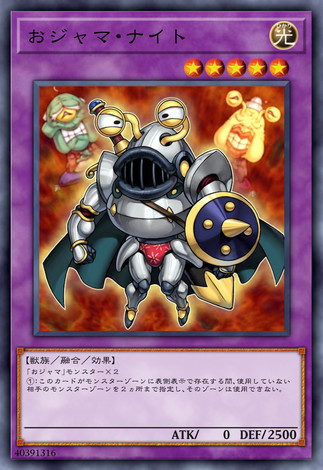 おジャマ・ナイト
光
【獣族／融合／効果】
「おジャマ」モンスター×２
①：このカードがモンスターゾーンに表側表示で存在する間、使用していない
相手のモンスターゾーンを２ヵ所まで指定し、そのゾーンは使用できない。
ATK/ 0 DEF/2500
40391316